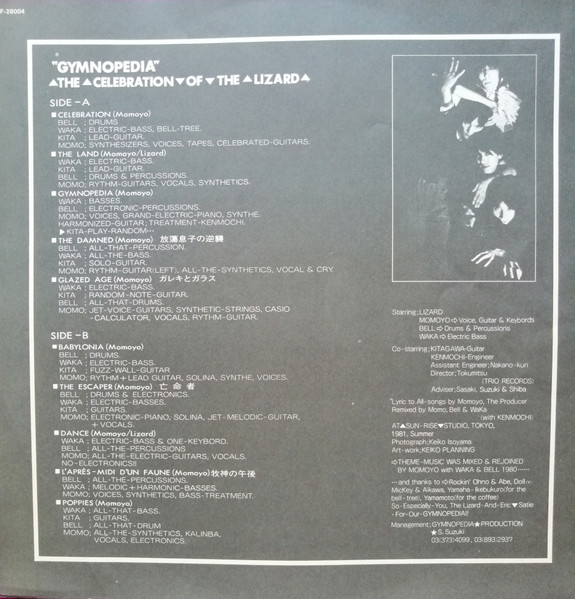 F-28004
"GYMNOPEDIA"
▲THE ▲CELEBRATION▼OF▼THE ▲LIZARD▲
SIDE-A
■CELEBRATION (Momoyo)
BELL ; DRUMS
WAKA ; ELECTRIC-BASS, BELL-TREE.
KITA ; LEAD-GUITAR.
MOMO; SYNTHESIZERS, VOICES, TAPES, CELEBRATED-GUITARS.
■THE LAND (Momoyo/Lizard)
WAKA ; ELECTRIC-BASS.
KITA ; LEAD-GUITAR.
BELL ; DRUMS & PERCUSSIONS.
MOMO; RYTHM-GUITARS, VOCALS, SYNTHETICS.
■GYMNOPEDIA (Momoyo)
WAKA ; BASSES.
BELL ; ELECTRONIC-PERCUSSIONS.
MOMO; VOICES, GRAND-ELECTRIC-PIANO, SYNTHE.
HARMONIZED-GUITAR; TREATMENT-KENMOCHI.
▶KITA-PLAY-RANDOM…
■THE DAMNED (Momoyo) 放蕩息子の逆襲
BELL ; ALL-THAT-PERCUSSION.
WAKA ; ALL-THE-BASS.
KITA ; SOLO-GUITAR.
MOMO; RYTHM-GUITAR(LEFT), ALL-THE-SYNTHETICS, VOCAL & CRY.
■GLAZED AGE (Momoyo) ガレキとガラス
WAKA ; ELECTRIC-BASS.
KITA ; RANDOM-NOTE-GUITAR.
BELL ; ALL-THAT-DRUMS.
MOMO; JET-VOICE-GUITARS, SYNTHETIC-STRINGS, CASIO
-CALCULATOR, VOCALS, RYTHM-GUITAR.
SIDE-B
■BABYLONIA (Momoyo)
BELL ; DRUMS.
WAKA ; ELECTRIC-BASS.
KITA ; FUZZ-WALL-GUITAR
MOMO; RYTHM+LEAD GUITAR, SOLINA, SYNTHE, VOICES.
■THE ESCAPER (Momoyo) 亡命者
BELL ; DRUMS & ELECTRONICS.
WAKA ; ELECTRIC-BASSES.
KITA ; GUITARS.
MOMO; ELECTRONIC-PIANO, SOLINA, JET-MELODIC-GUITAR,
+VOCALS.
■DANCE (Momoyo/Lizard)
WAKA ; ELECTRIC-BASS & ONE-KEYBORD.
BELL ; ALL-THE-PERCUSSIONS
MOMO; ALL-THE-ELECTRIC-GUITARS, VOCALS.
NO-ELECTRONICS!!
■L'APRÈS-MIDI D'UN FAUNE (Momoyo) 牧神の午後
BELL ; ALL-THE-PERCUSSIONS.
WAKA ; MELODIC+HARMONIC-BASSES.
MOMO; VOICES, SYNTHETICS, BASS-TREATMENT.
■POPPIES (Momoyo)
WAKA ; ALL-THAT-BASS.
KITA ; GUITARS.
BELL ; ALL-THAT-DRUM
MOMO; ALL-THE-SYNTHETICS, KALINBA,
VOCALS, ELECTRONICS.
Starring; LIZARD
MOMOYO⇨Voice, Guitar & Keybords
BELL⇨Drums & Percussions
WAKA⇨Electric Bass
Co-starring; KITAGAWA-Guitar
KENMOCHI-Engineer
Assistant Engineer; Nakano-kun
Director; Tokumitsu
(TRIO RECORDS)
Adviser; Sasaki, Suzuki & Shiba
"Lyric to All-songs by Momoyo, The Producer
Remixed by Momo, Bell & WaKa
(with KENMOCHI)
AT▲SUN-RISE▼STUDIO, TOKYO,
1981, Summer
Photograph; Keiko Isoyama
Art-work; KEIKO PLANNING
⇨THEME-MUSIC WAS MIXED & REJOINED
BY MOMOYO with WAKA & BELL 1980……
…and thanks to⇨Rockin' Ohno & Abe, Doll,
MicKey & Aikawa, Yamaha-Ikebukuro(for the
bell-tree), Yamamoto(for the coffee)
So-Especially-You, The Lizard-And-Eric▼Satie
-For-Our-GYMNOPEDIA!!
Management; GYMNOPEDIA★PRODUCTION
★S. Suzuki
03(373)4099, 03(893)2937